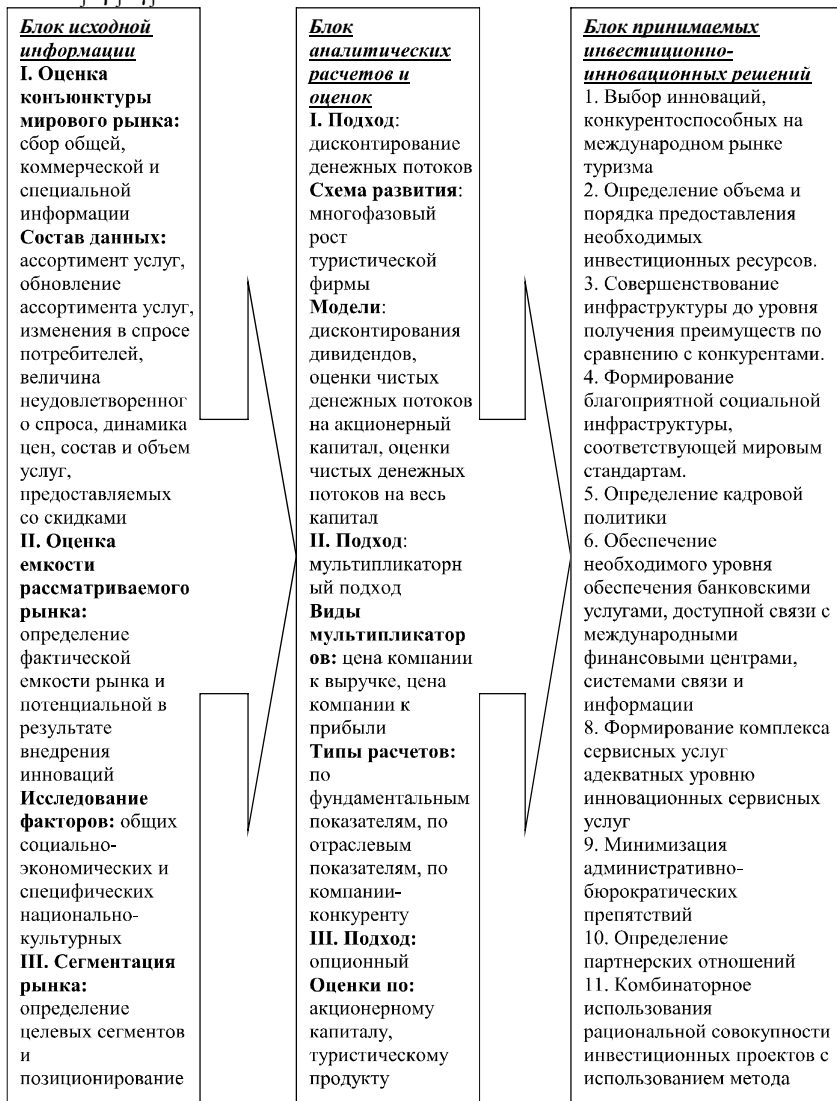 Блок исходной
информации
I. Оценка
конъюнктуры
мирового рынка:
сбор общей,
коммерческой и
специальной
информации
Состав данных:
ассортимент услуг,
обновление
ассортимента услуг,
изменения в спросе
потребителей,
величина
неудовлетворенног
о спроса, динамика
цен, состав и объем
услуг,
предоставляемых
со скидками
II. Оценка
емкости
рассматриваемого
рынка:
определение
фактической
емкости рынка и
потенциальной в
результате
внедрения
инноваций
Исследование
факторов: общих
социально-
экономических и
специфических
национально-
культурных
III. Сегментация
рынка:
определение
целевых сегментов
и
позиционирование
Блок
аналитических
расчетов и
оценок
I. Подход:
дисконтирование
денежных потоков
Схема развития:
многофазовый
рост
туристической
фирмы
Модели:
дисконтирования
дивидендов,
оценки чистых
денежных потоков
на акционерный
капитал, оценки
чистых денежных
потоков на весь
капитал
II. Подход:
мультипликаторн
ый подход
Виды
мультипликатор
ов: цена компании
к выручке, цена
компании к
прибыли
Типы расчетов:
по
фундаментальным
показателям, по
отраслевым
показателям, по
компании-
конкуренту
III. Подход:
опционный
Оценки по:
акционерному
капиталу,
туристическому
продукту
Блок принимаемых
инвестиционно-
инновационных решений
1. Выбор инноваций,
конкурентоспособных на
международном рынке
туризма
2. Определение объема и
порядка предоставления
необходимых
инвестиционных ресурсов.
3. Совершенствование
инфраструктуры до уровня
получения преимуществ по
сравнению с конкурентами.
4. Формирование
благоприятной социальной
инфраструктуры,
соответствующей мировым
стандартам.
5. Определение кадровой
политики
6. Обеспечение
необходимого уровня
обеспечения банковскими
услугами, доступной связи с
международными
финансовыми центрами,
системами связи и
информации
8. Формирование комплекса
сервисных услуг
адекватных уровню
инновационных сервисных
услуг
9. Минимизация
административно-
бюрократических
препятствий
10. Определение
партнерских отношений
11. Комбинаторное
использования
рациональной совокупности
инвестиционных проектов с
использованием метода